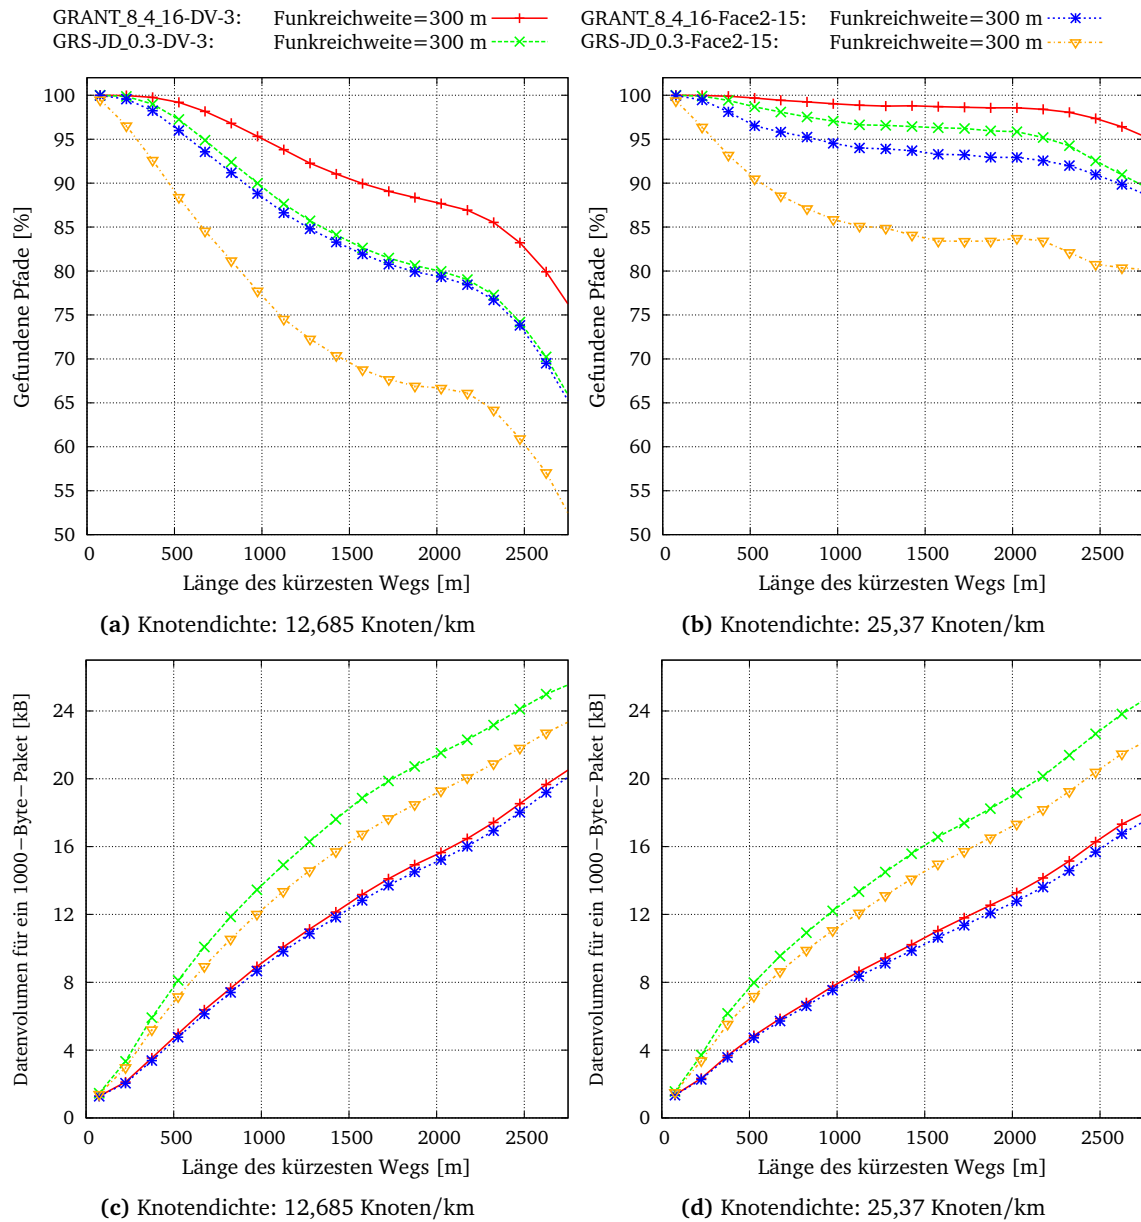 GRANT_8_4_16-DV-3: Funkreichweite=300 m
GRS-JD_0.3-DV-3: Funkreichweite=300 m
GRANT_8_4_16-Face2-15: Funkreichweite=300 m
GRS-JD_0.3-Face2-15: Funkreichweite=300 m
Gefundene Pfade [%]
100
95
90
85
80
75
70
65
60
55
50
0 500 1000 1500 2000 2500
Länge des kürzesten Wegs [m]
(a) Knotendichte: 12,685 Knoten/km
Gefundene Pfade [%]
100
95
90
85
80
75
70
65
60
55
50
0 500 1000 1500 2000 2500
Länge des kürzesten Wegs [m]
(b) Knotendichte: 25,37 Knoten/km
Datenvolumen für ein 1000−Byte−Paket [kB]
24
20
16
12
8
4
0
0 500 1000 1500 2000 2500
Länge des kürzesten Wegs [m]
(c) Knotendichte: 12,685 Knoten/km
Datenvolumen für ein 1000−Byte−Paket [kB]
24
20
16
12
8
4
0
0 500 1000 1500 2000 2500
Länge des kürzesten Wegs [m]
(d) Knotendichte: 25,37 Knoten/km